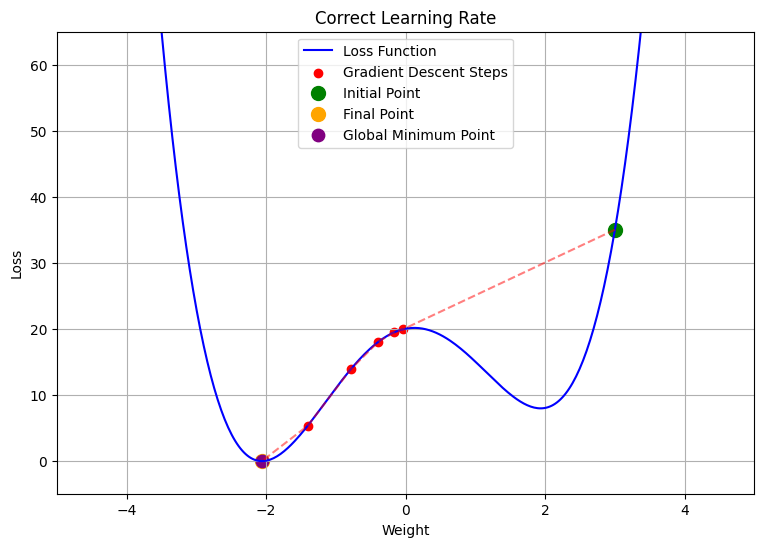 Correct Learning Rate
Loss Function
Gradient Descent Steps
Initial Point
Final Point
Global Minimum Point
60
50
40
30
20
10
0
Loss
−4
−2
0
2
4
Weight